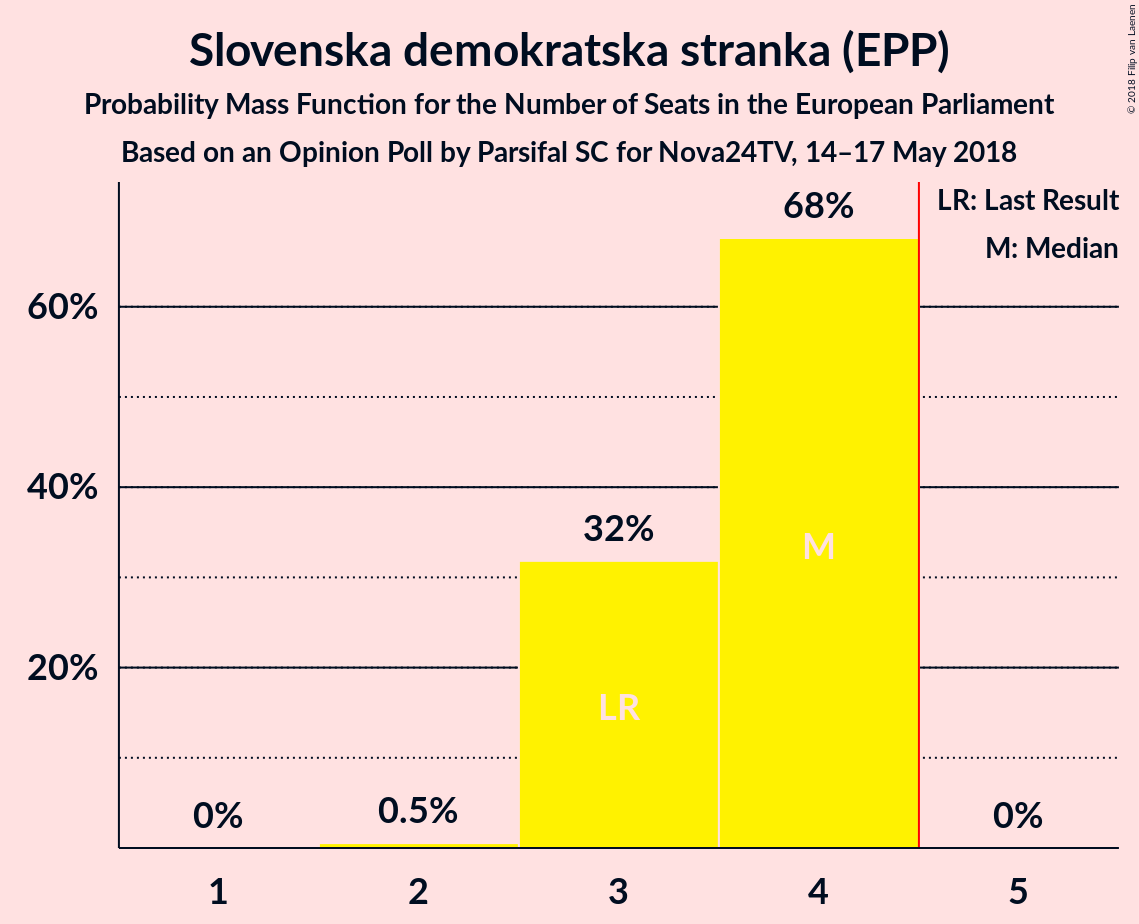 Slovenska demokratska stranka (EPP)
Probability Mass Function for the Number of Seats in the European Parliament
Based on an Opinion Poll by Parsifal SC for Nova24TV, 14–17 May 2018
© 2018 Filip van Laenen
LR: Last Result
M: Median
68%
60%
40%
32%
M
20%
LR
0%
0.5%
0%
1
2
3
4
5